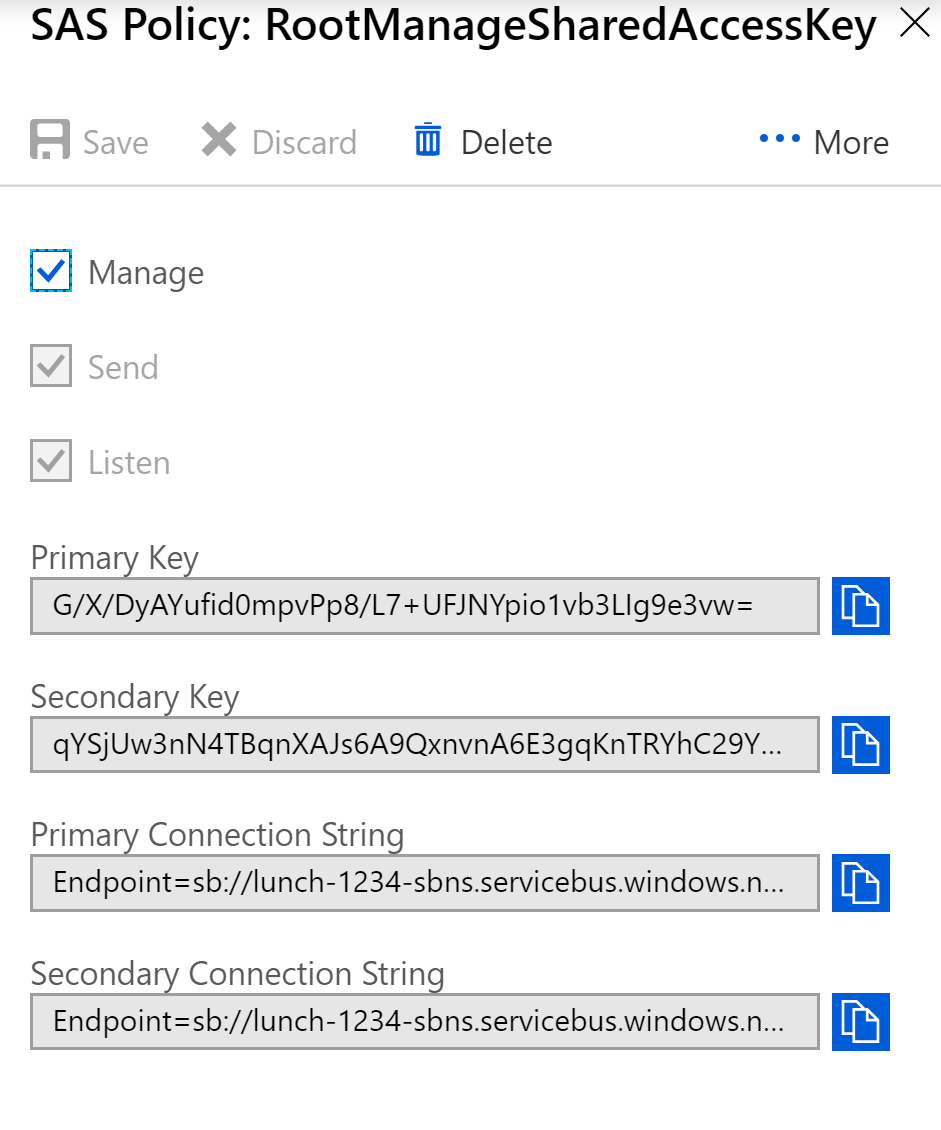 SAS Policy: RootManageSharedAccessKey
Save Discard Delete ... More
Manage
Send
Listen
Primary Key
G/X/DyAYufid0mpvPp8/L7+UFJNYpio1vb3LIg9e3vw=
Secondary Key
qYSjUw3nN4TBqnXAJs6A9QxnvnA6E3gqKnTRYhC29Y...
Primary Connection String
Endpoint=sb://lunch-1234-sbns.servicebus.windows.n...
Secondary Connection String
Endpoint=sb://lunch-1234-sbns.servicebus.windows.n...